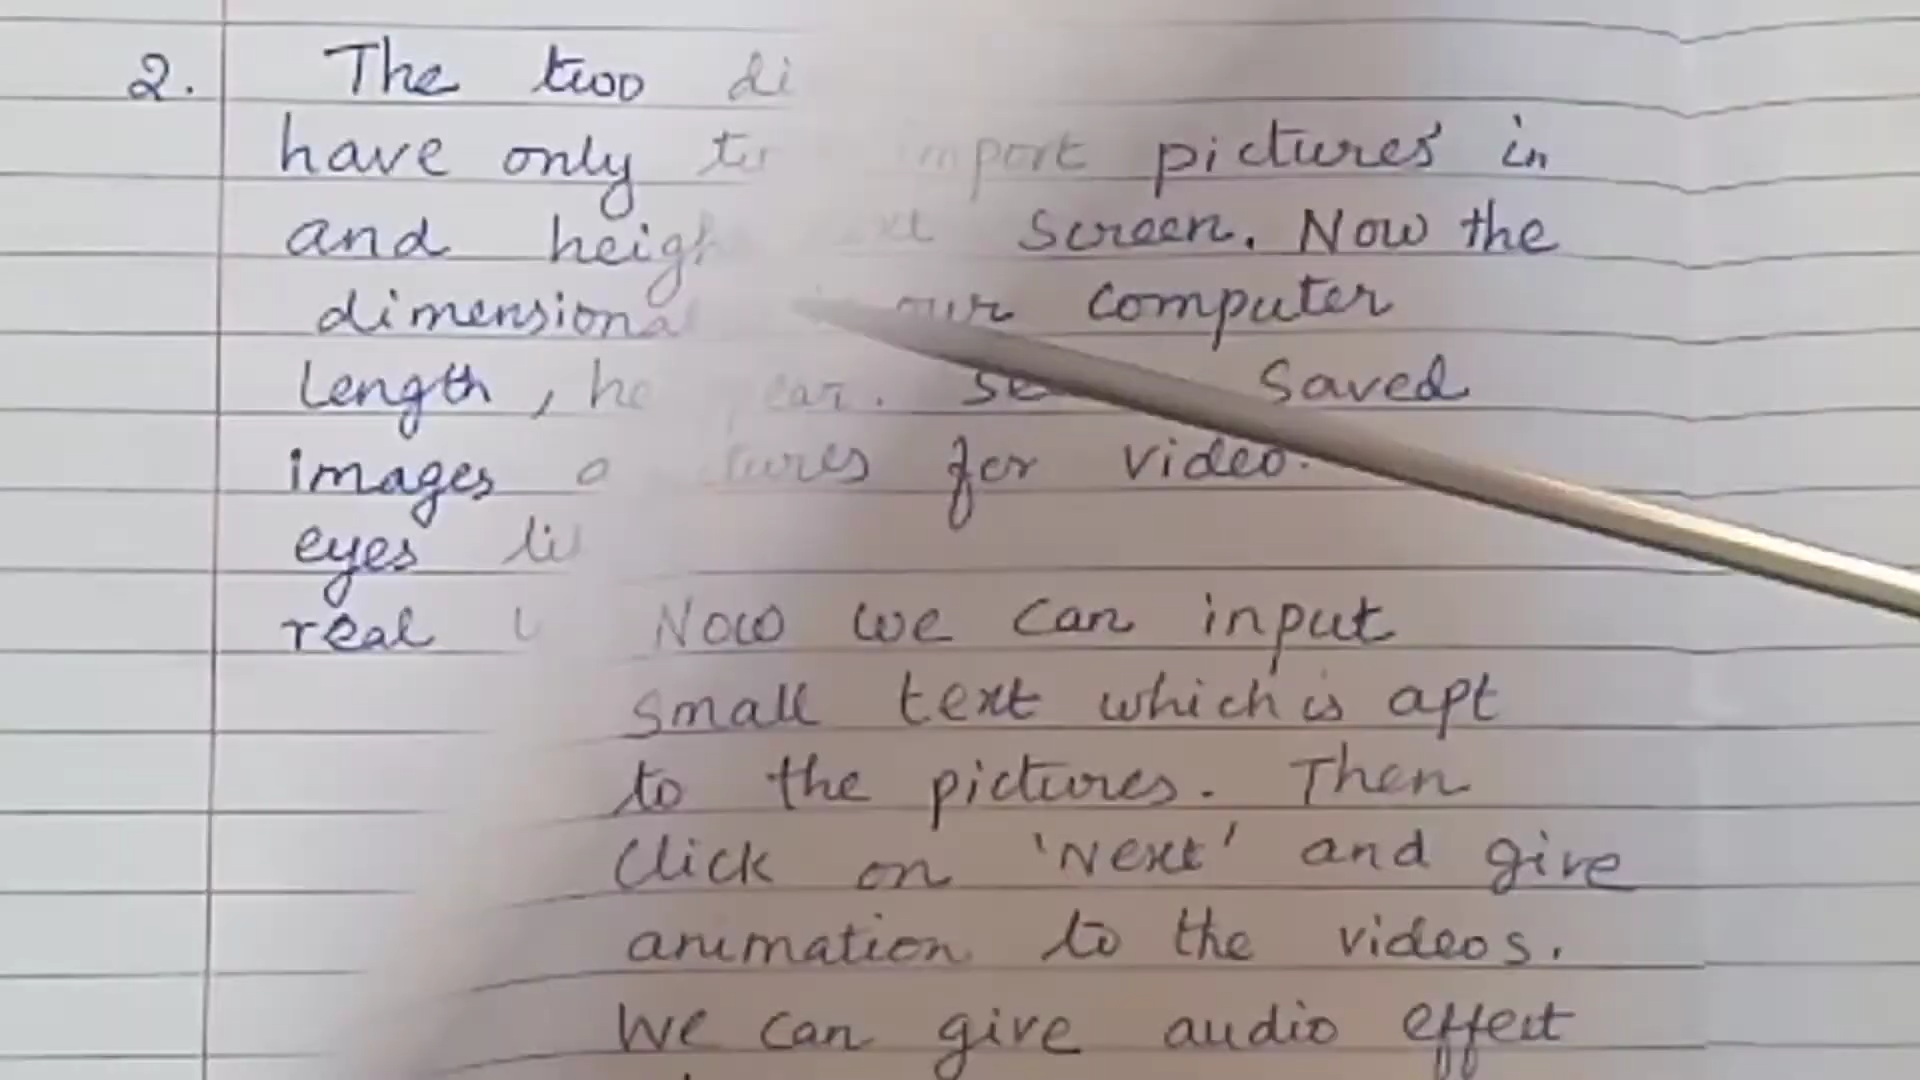 2. The two
have only import pictures in
and screen. Now the
dimensional our computer
length, Saved
images for video.
eyes
real Now we can input
small text which is apt
to the pictures. Then
Click on 'Next' and give
animation to the videos.
We can give audio effect